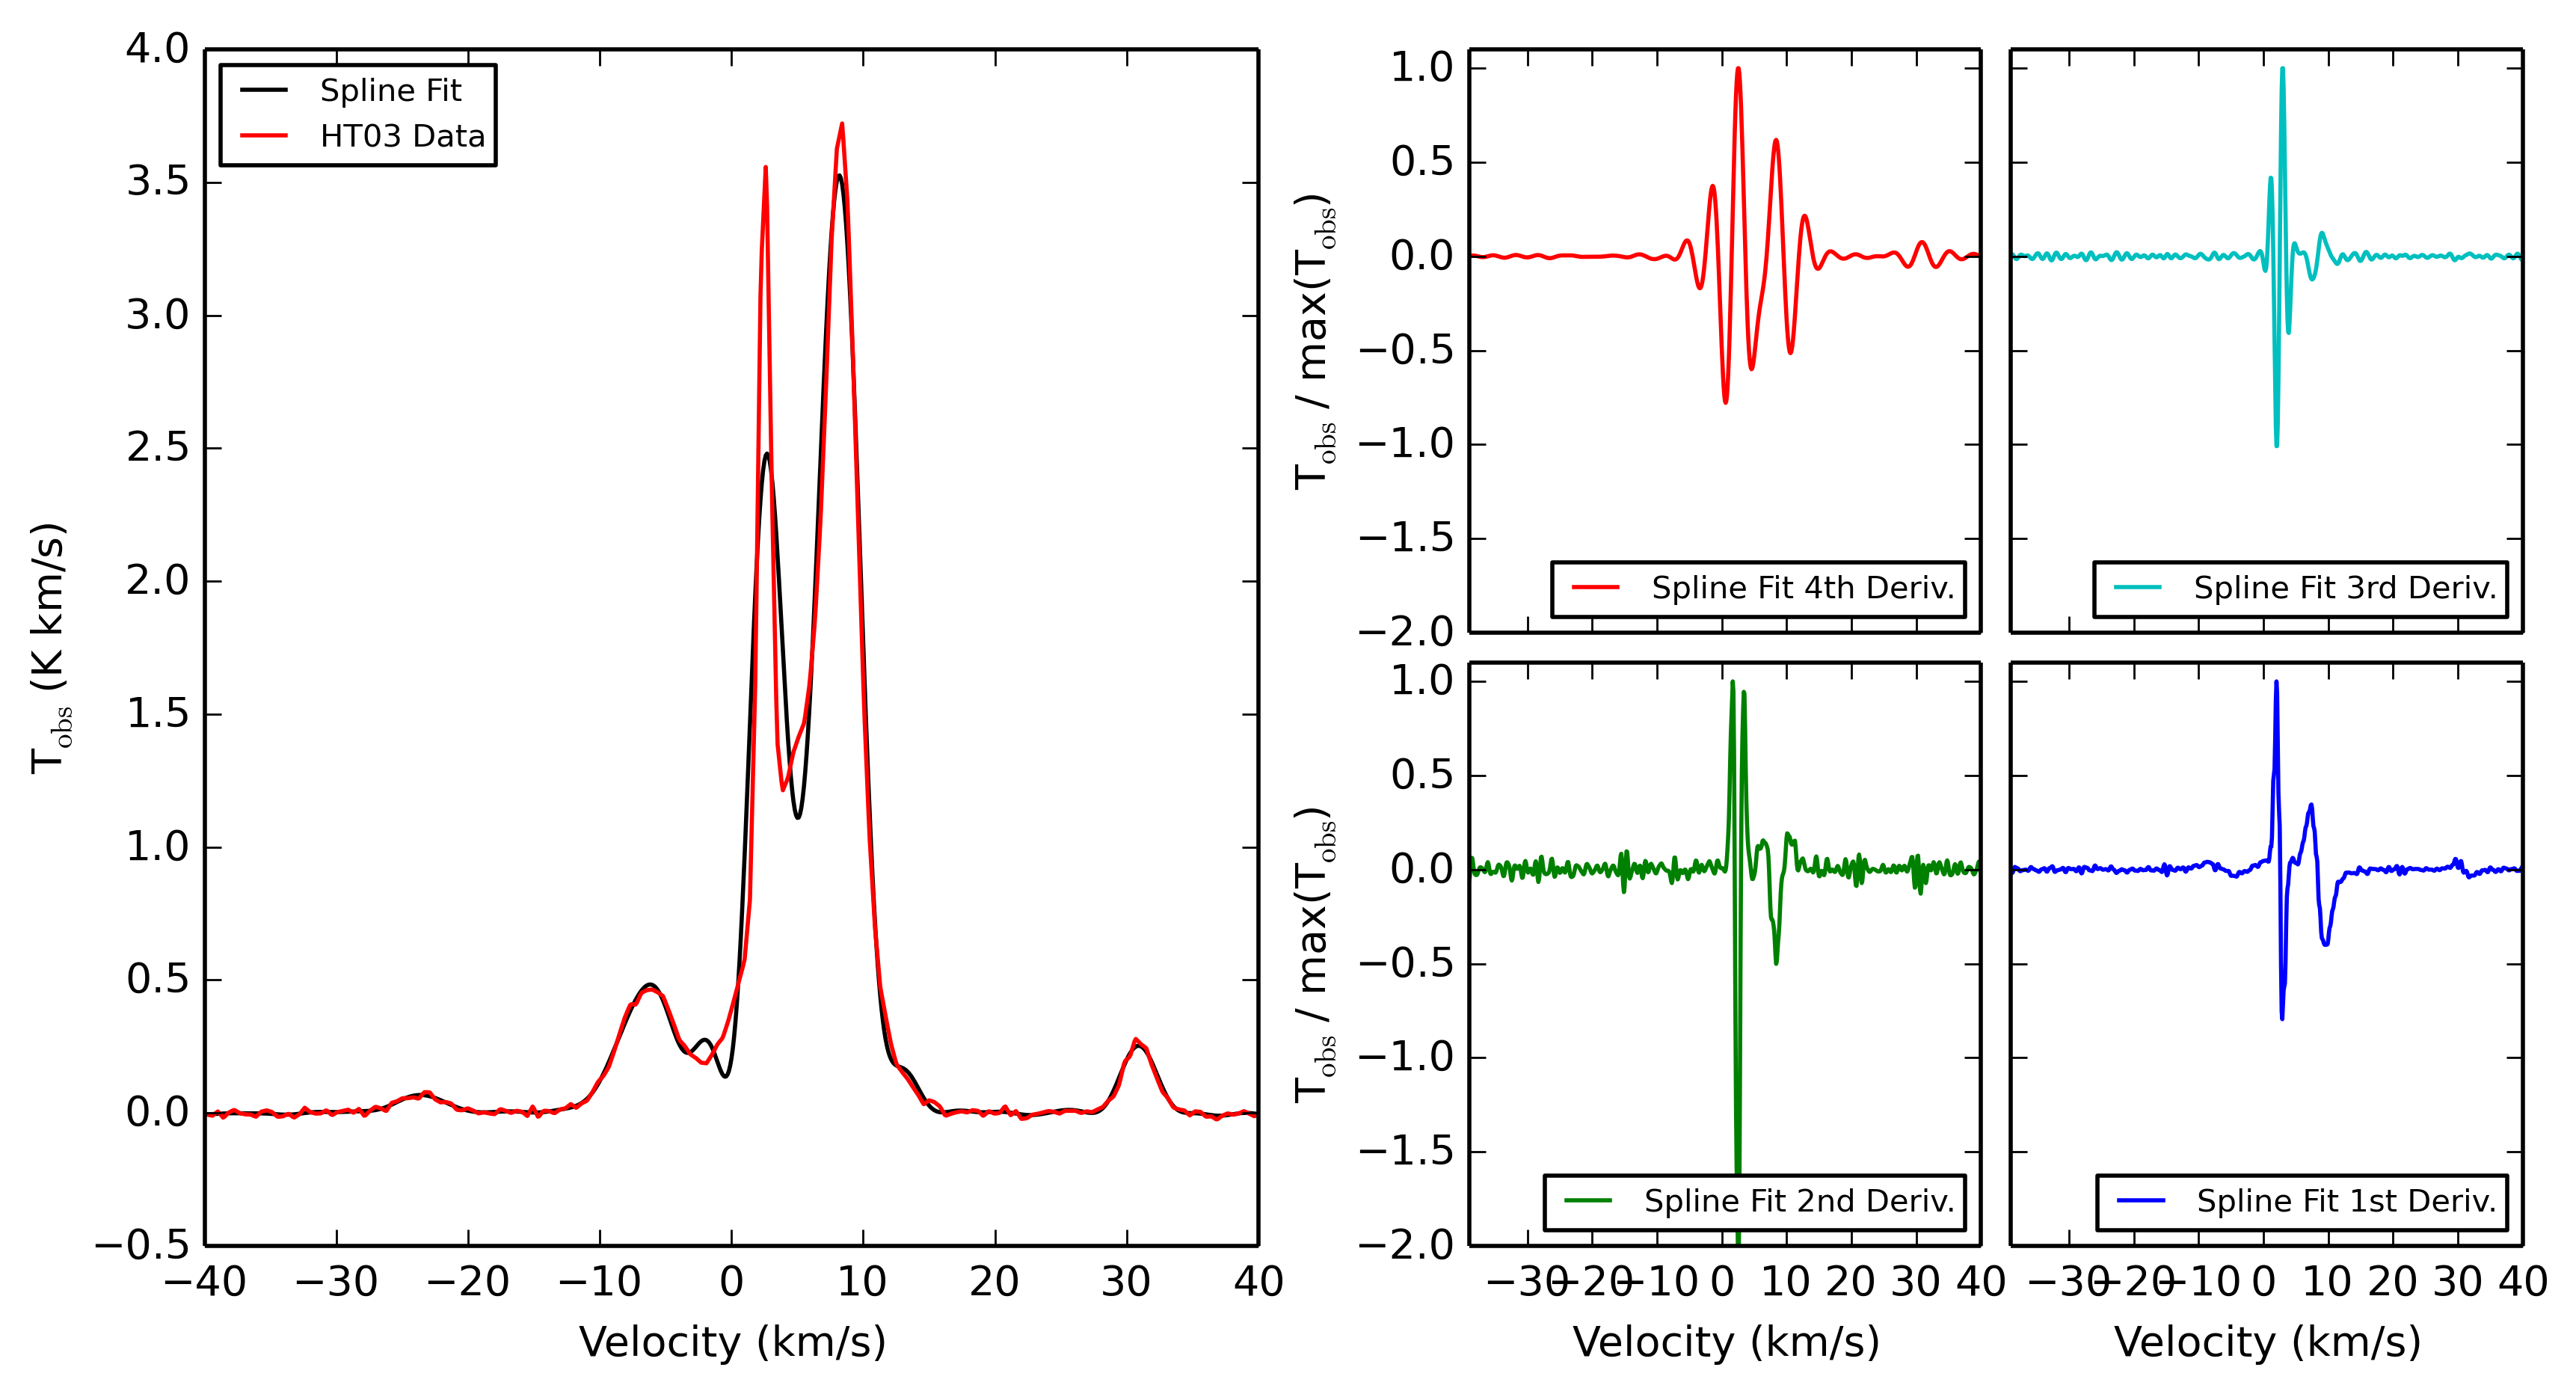 4.0
3.5
3.0
2.5
2.0
1.5
1.0
0.5
0.0
−0.5
T_obs (K km/s)
Spline Fit
HT03 Data
−40 −30 −20 −10 0 10 20 30 40
Velocity (km/s)
1.0
0.5
0.0
−0.5
−1.0
−1.5
−2.0
T_obs / max(T_obs)
Spline Fit 4th Deriv.
Spline Fit 3rd Deriv.
1.0
0.5
0.0
−0.5
−1.0
−1.5
−2.0
T_obs / max(T_obs)
Spline Fit 2nd Deriv.
Spline Fit 1st Deriv.
−30 −20 −10 0 10 20 30 40
Velocity (km/s)
−30 −20 −10 0 10 20 30 40
Velocity (km/s)